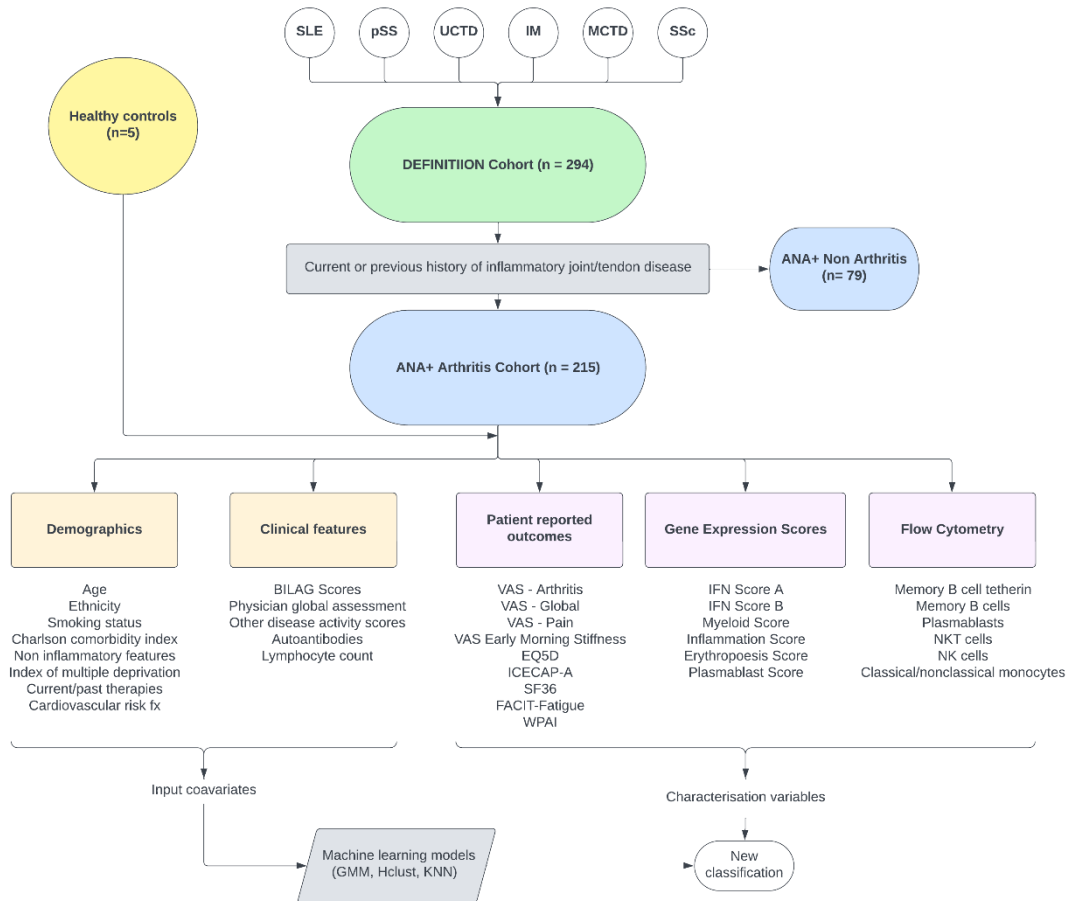 SLE
pSS
UCTD
IM
MCTD
SSc
Healthy controls
(n=5)
DEFINITIION Cohort (n = 294)
Current or previous history of inflammatory joint/tendon disease
ANA+ Non Arthritis
(n= 79)
ANA+ Arthritis Cohort (n = 215)
Demographics
Age
Ethnicity
Smoking status
Charlson comorbidity index
Non inflammatory features
Index of multiple deprivation
Current/past therapies
Cardiovascular risk fx
Clinical features
BILAG Scores
Physician global assessment
Other disease activity scores
Autoantibodies
Lymphocyte count
Patient reported
outcomes
VAS - Arthritis
VAS - Global
VAS - Pain
VAS Early Morning Stiffness
EQ5D
ICECAP-A
SF36
FACIT-Fatigue
WPAI
Gene Expression Scores
IFN Score A
IFN Score B
Myeloid Score
Inflammation Score
Erythropoesis Score
Plasmablast Score
Flow Cytometry
Memory B cell tetherin
Memory B cells
Plasmablasts
NKT cells
NK cells
Classical/nonclassical monocytes
Input coavariates
Characterisation variables
Machine learning models
(GMM, Hclust, KNN)
New
classification